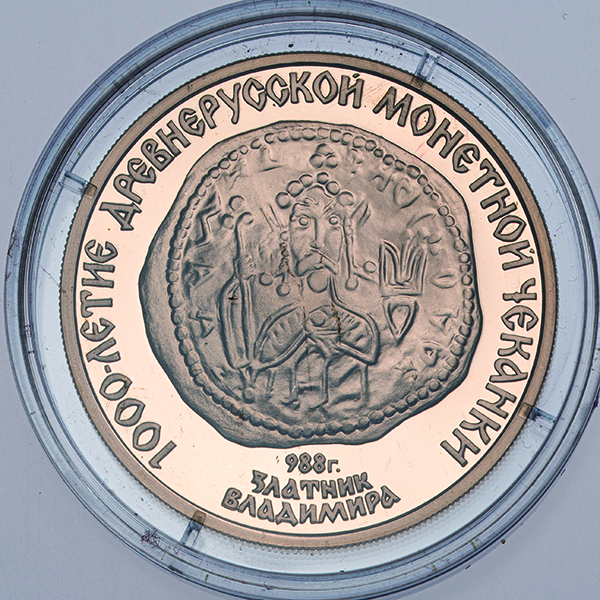 1000-ЛЕТИЕ ДРЕВНЕРУССКОЙ МОНЕТНОЙ ЧЕКАНКИ
988г.
ЗЛАТНИК
ВЛАДИМИРА